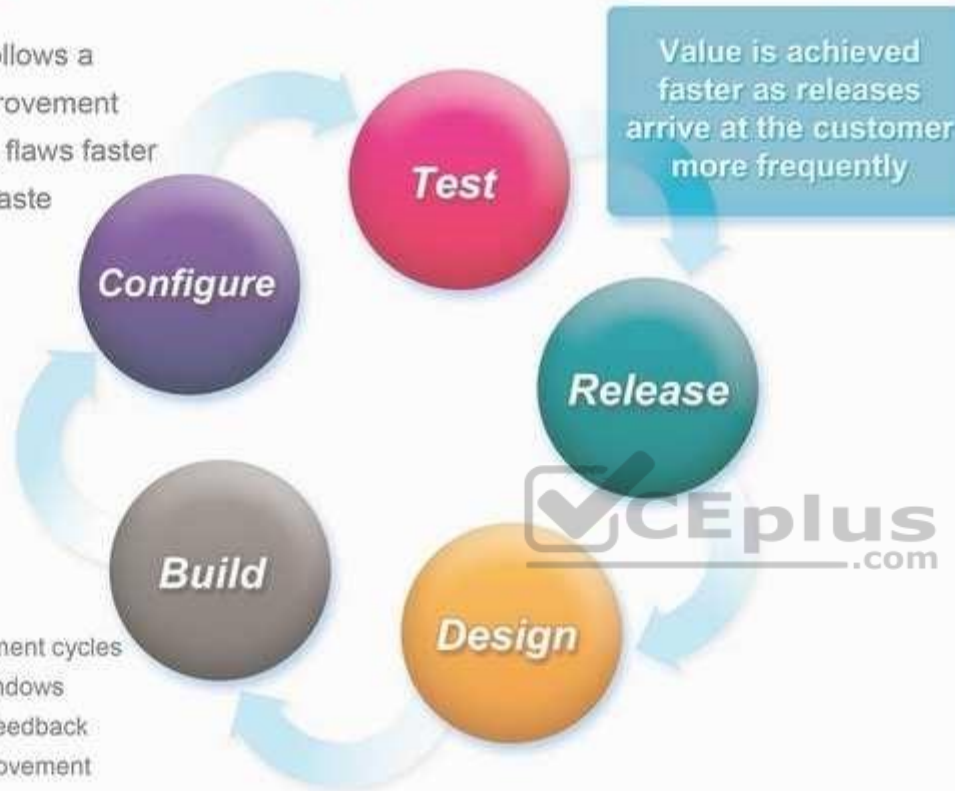 ollows a
rovement
flaws faster
aste
Value is achieved
faster as releases
arrive at the customer
more frequently
Test
Configure
Release
CEplus
.com
Build
Design
ment cycles
ndows
eedback
ovement